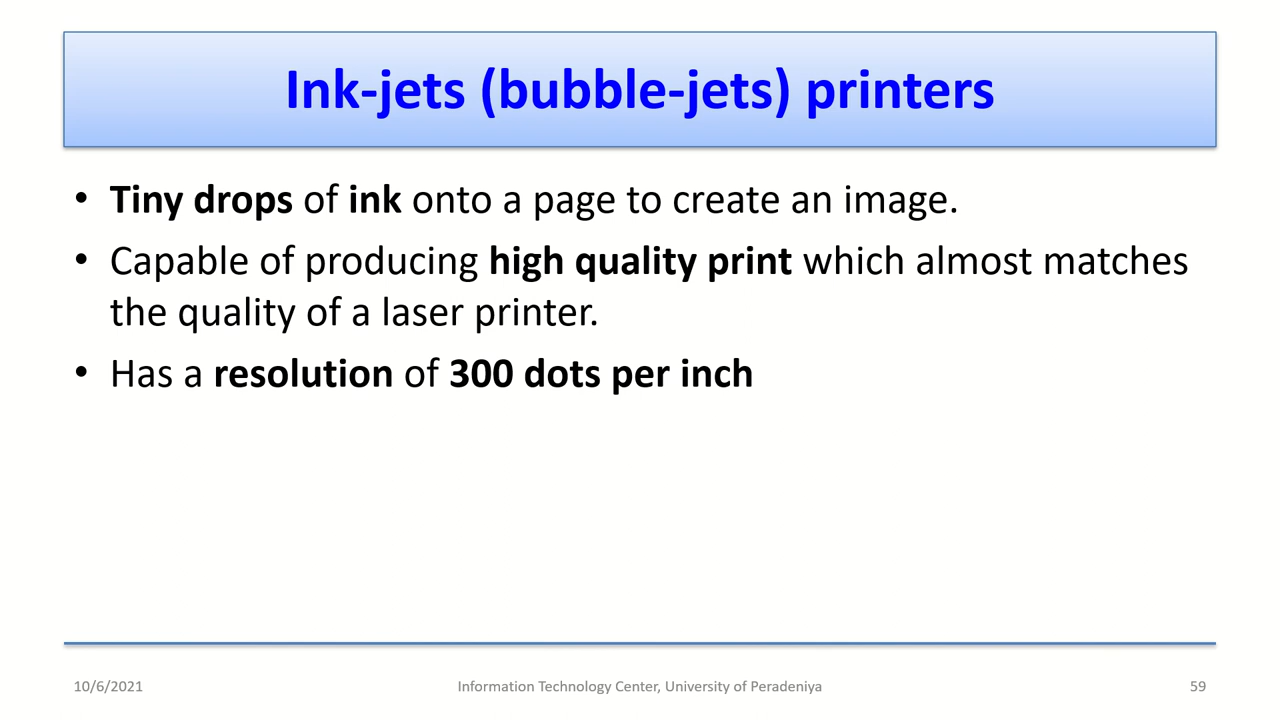 Ink-jets (bubble-jets) printers
• Tiny drops of ink onto a page to create an image.
• Capable of producing high quality print which almost matches
the quality of a laser printer.
• Has a resolution of 300 dots per inch
10/6/2021
Information Technology Center, University of Peradeniya
59